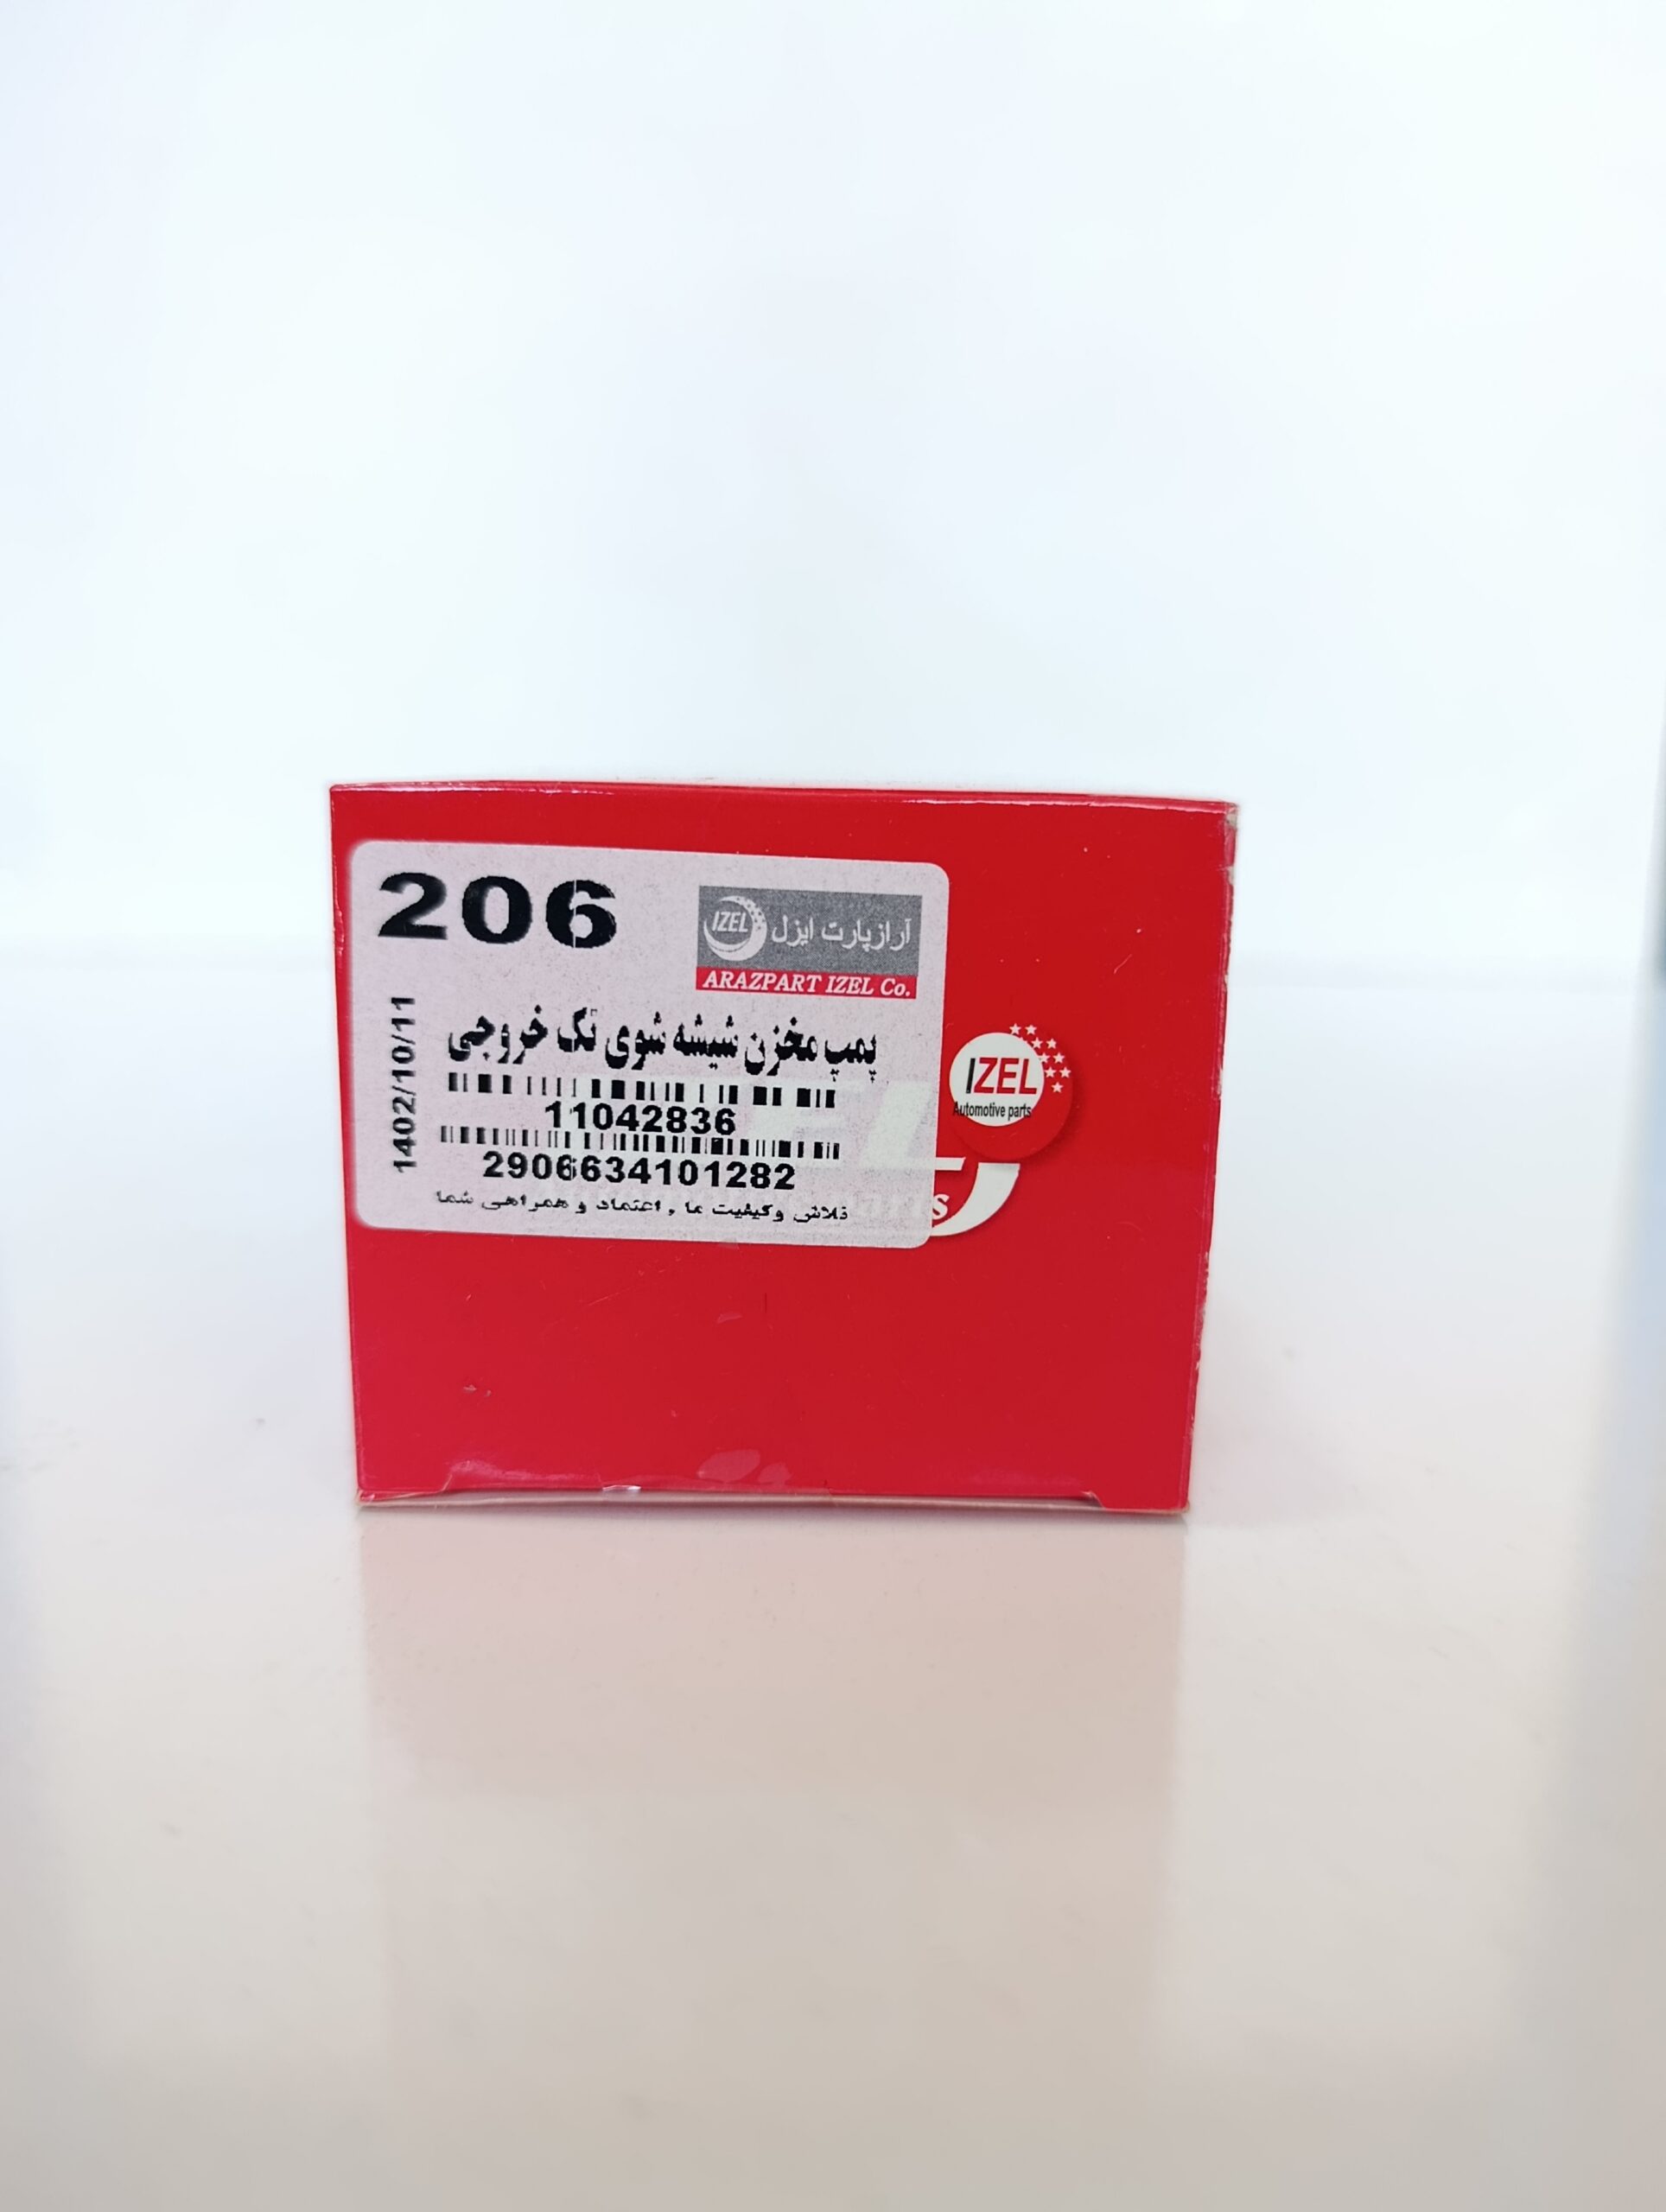 206
IZEL
آرازپارت ایزل
ARAZPART IZEL Co.
1402/10/11
پمپ مخزن شیشه شوی تک خروجی
11042836
2906634101282
تلاش وکیفیت ما , اعتماد و همراهی شما
IZEL
Automotive parts